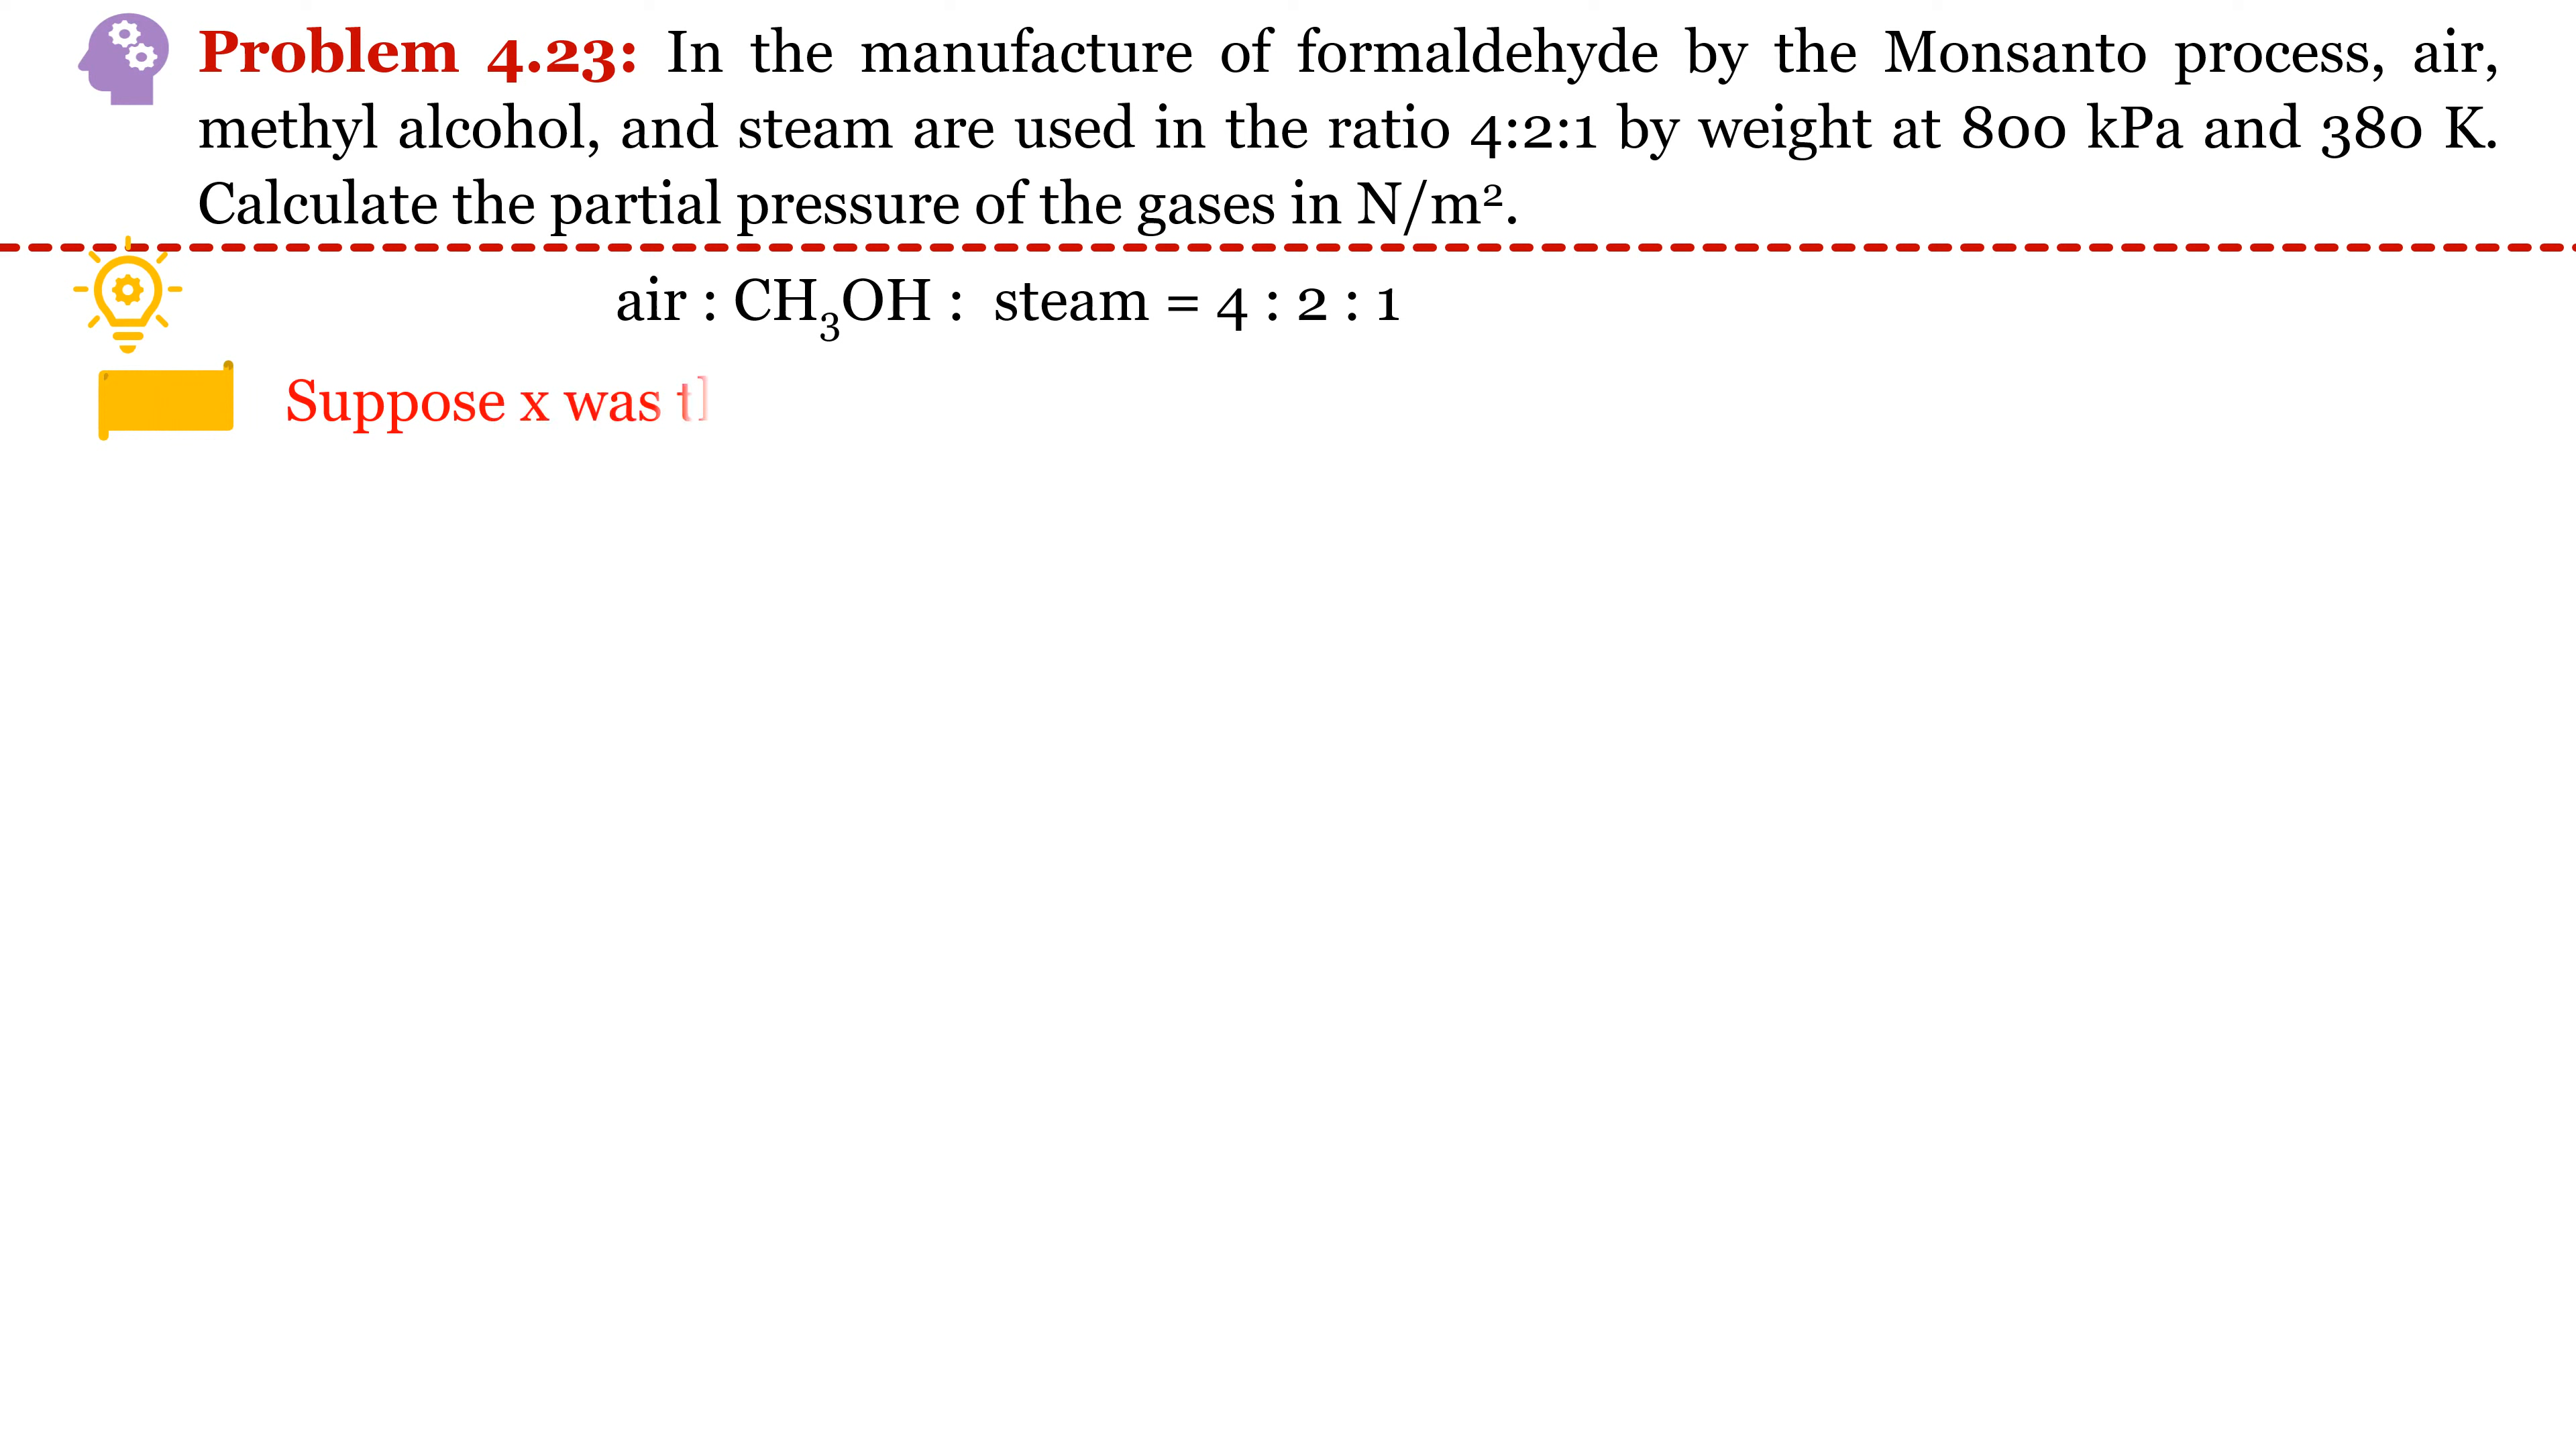 Problem 4.23: In the manufacture of formaldehyde by the Monsanto process, air,
methyl alcohol, and steam are used in the ratio 4:2:1 by weight at 800 kPa and 380 K.
Calculate the partial pressure of the gases in N/m².
air : CH₃OH : steam = 4 : 2 : 1
Suppose x was